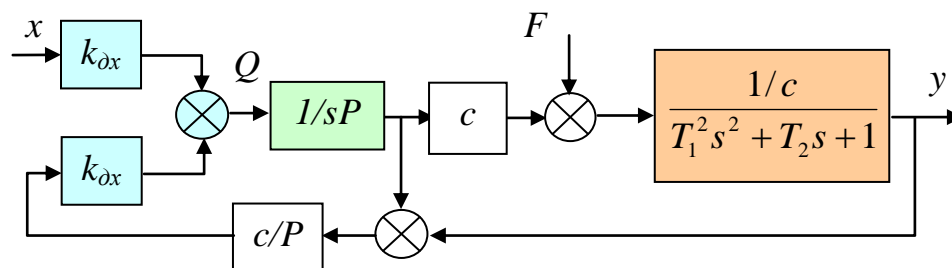 x
k∂x
Q
1/sP
c
F
1/c
T₁²s² + T₂s + 1
y
k∂x
c/P